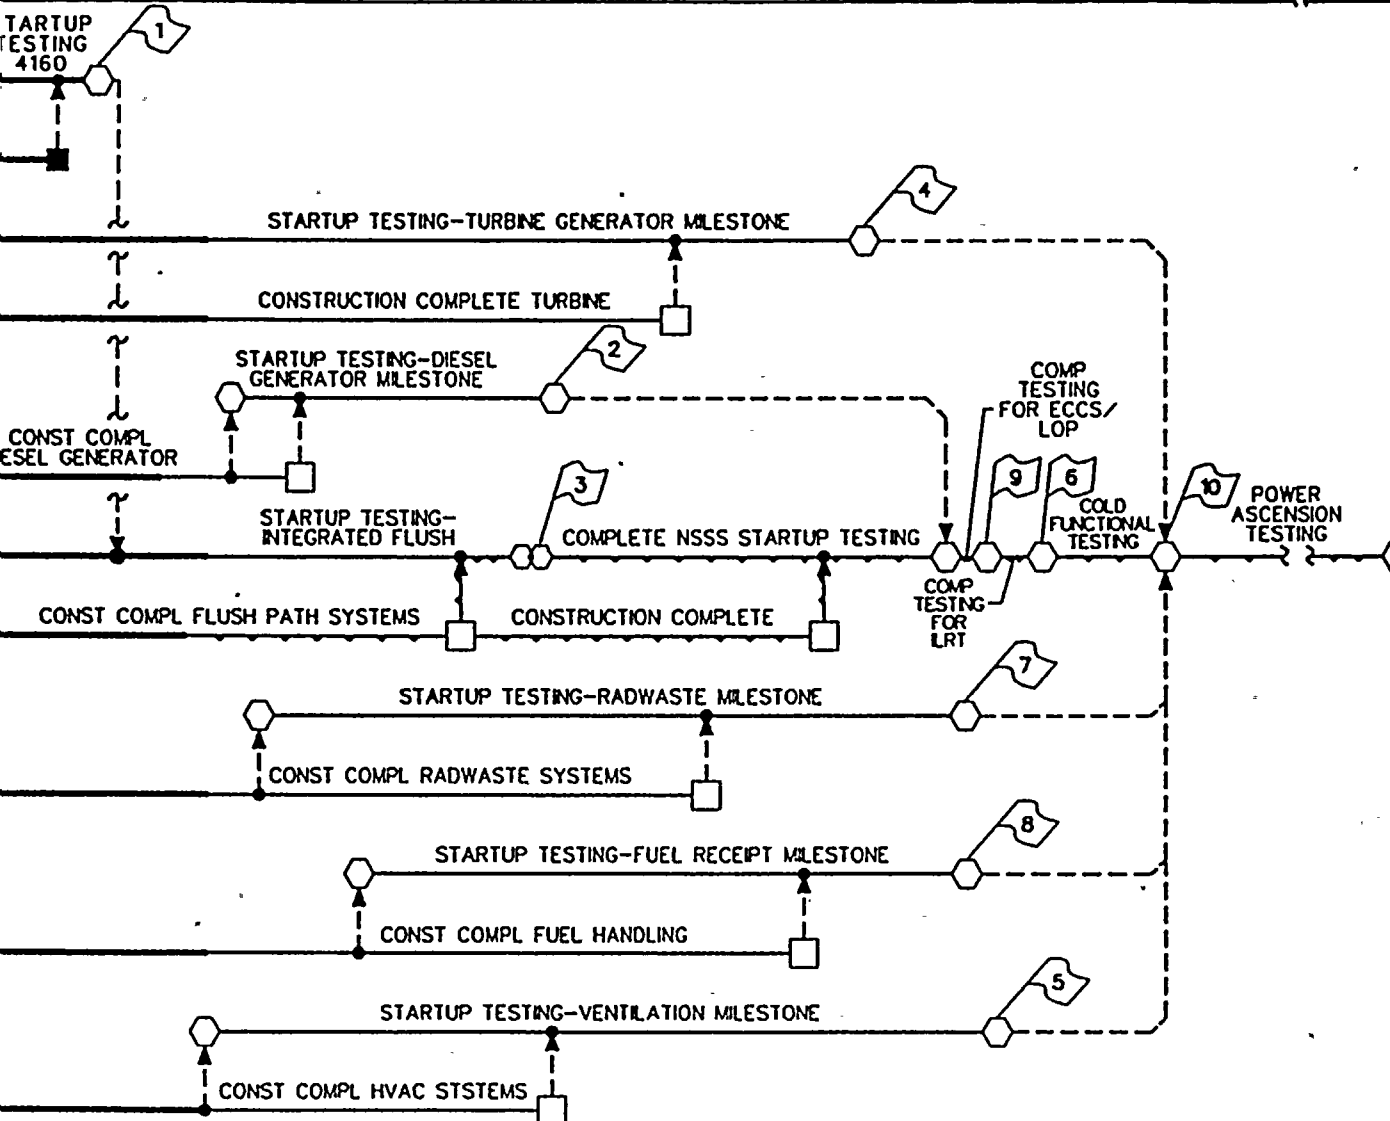 TARTUP
TESTING
4160
1
4
STARTUP TESTING-TURBINE GENERATOR MILESTONE
CONSTRUCTION COMPLETE TURBINE
2
STARTUP TESTING-DIESEL
GENERATOR MILESTONE
COMP
TESTING
FOR ECCS/
LOP
CONST COMPL
ESEL GENERATOR
3
9
6
10
STARTUP TESTING-
INTEGRATED FLUSH
COMPLETE NSSS STARTUP TESTING
COLD
FUNCTIONAL
TESTING
POWER
ASCENSION
TESTING
CONST COMPL FLUSH PATH SYSTEMS
CONSTRUCTION COMPLETE
COMP
TESTING
FOR
ILRT
7
STARTUP TESTING-RADWASTE MILESTONE
CONST COMPL RADWASTE SYSTEMS
8
STARTUP TESTING-FUEL RECEIPT MILESTONE
CONST COMPL FUEL HANDLING
5
STARTUP TESTING-VENTILATION MILESTONE
CONST COMPL HVAC STSTEMS